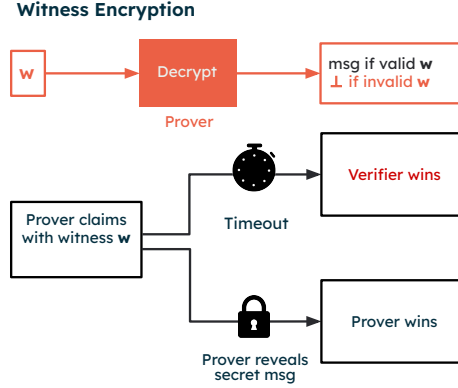 Witness Encryption
w
Decrypt
msg if valid w
⊥ if invalid w
Prover
Verifier wins
Timeout
Prover claims
with witness w
Prover wins
Prover reveals
secret msg